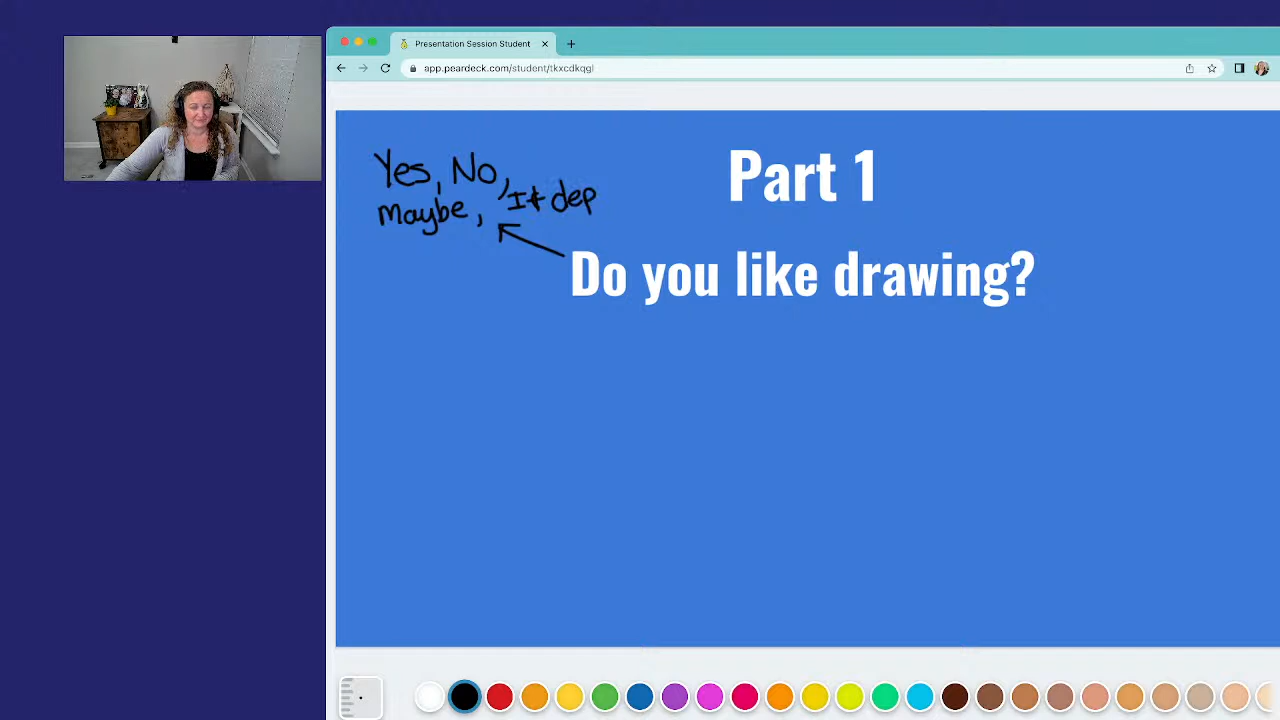 Presentation Session Student
app.peardeck.com/student/tkxcdkqgl
Part 1
Yes, No,
Maybe, It dep
Do you like drawing?